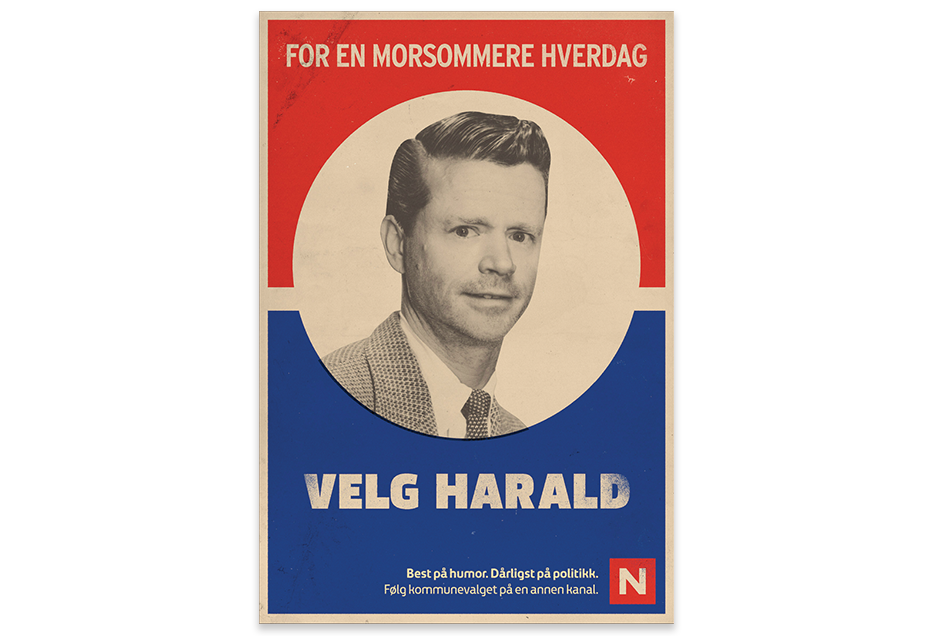 FOR EN MORSOMMERE HVERDAG
VELG HARALD
Best på humor. Dårligst på politikk.
Følg kommunevalget på en annen kanal.
N